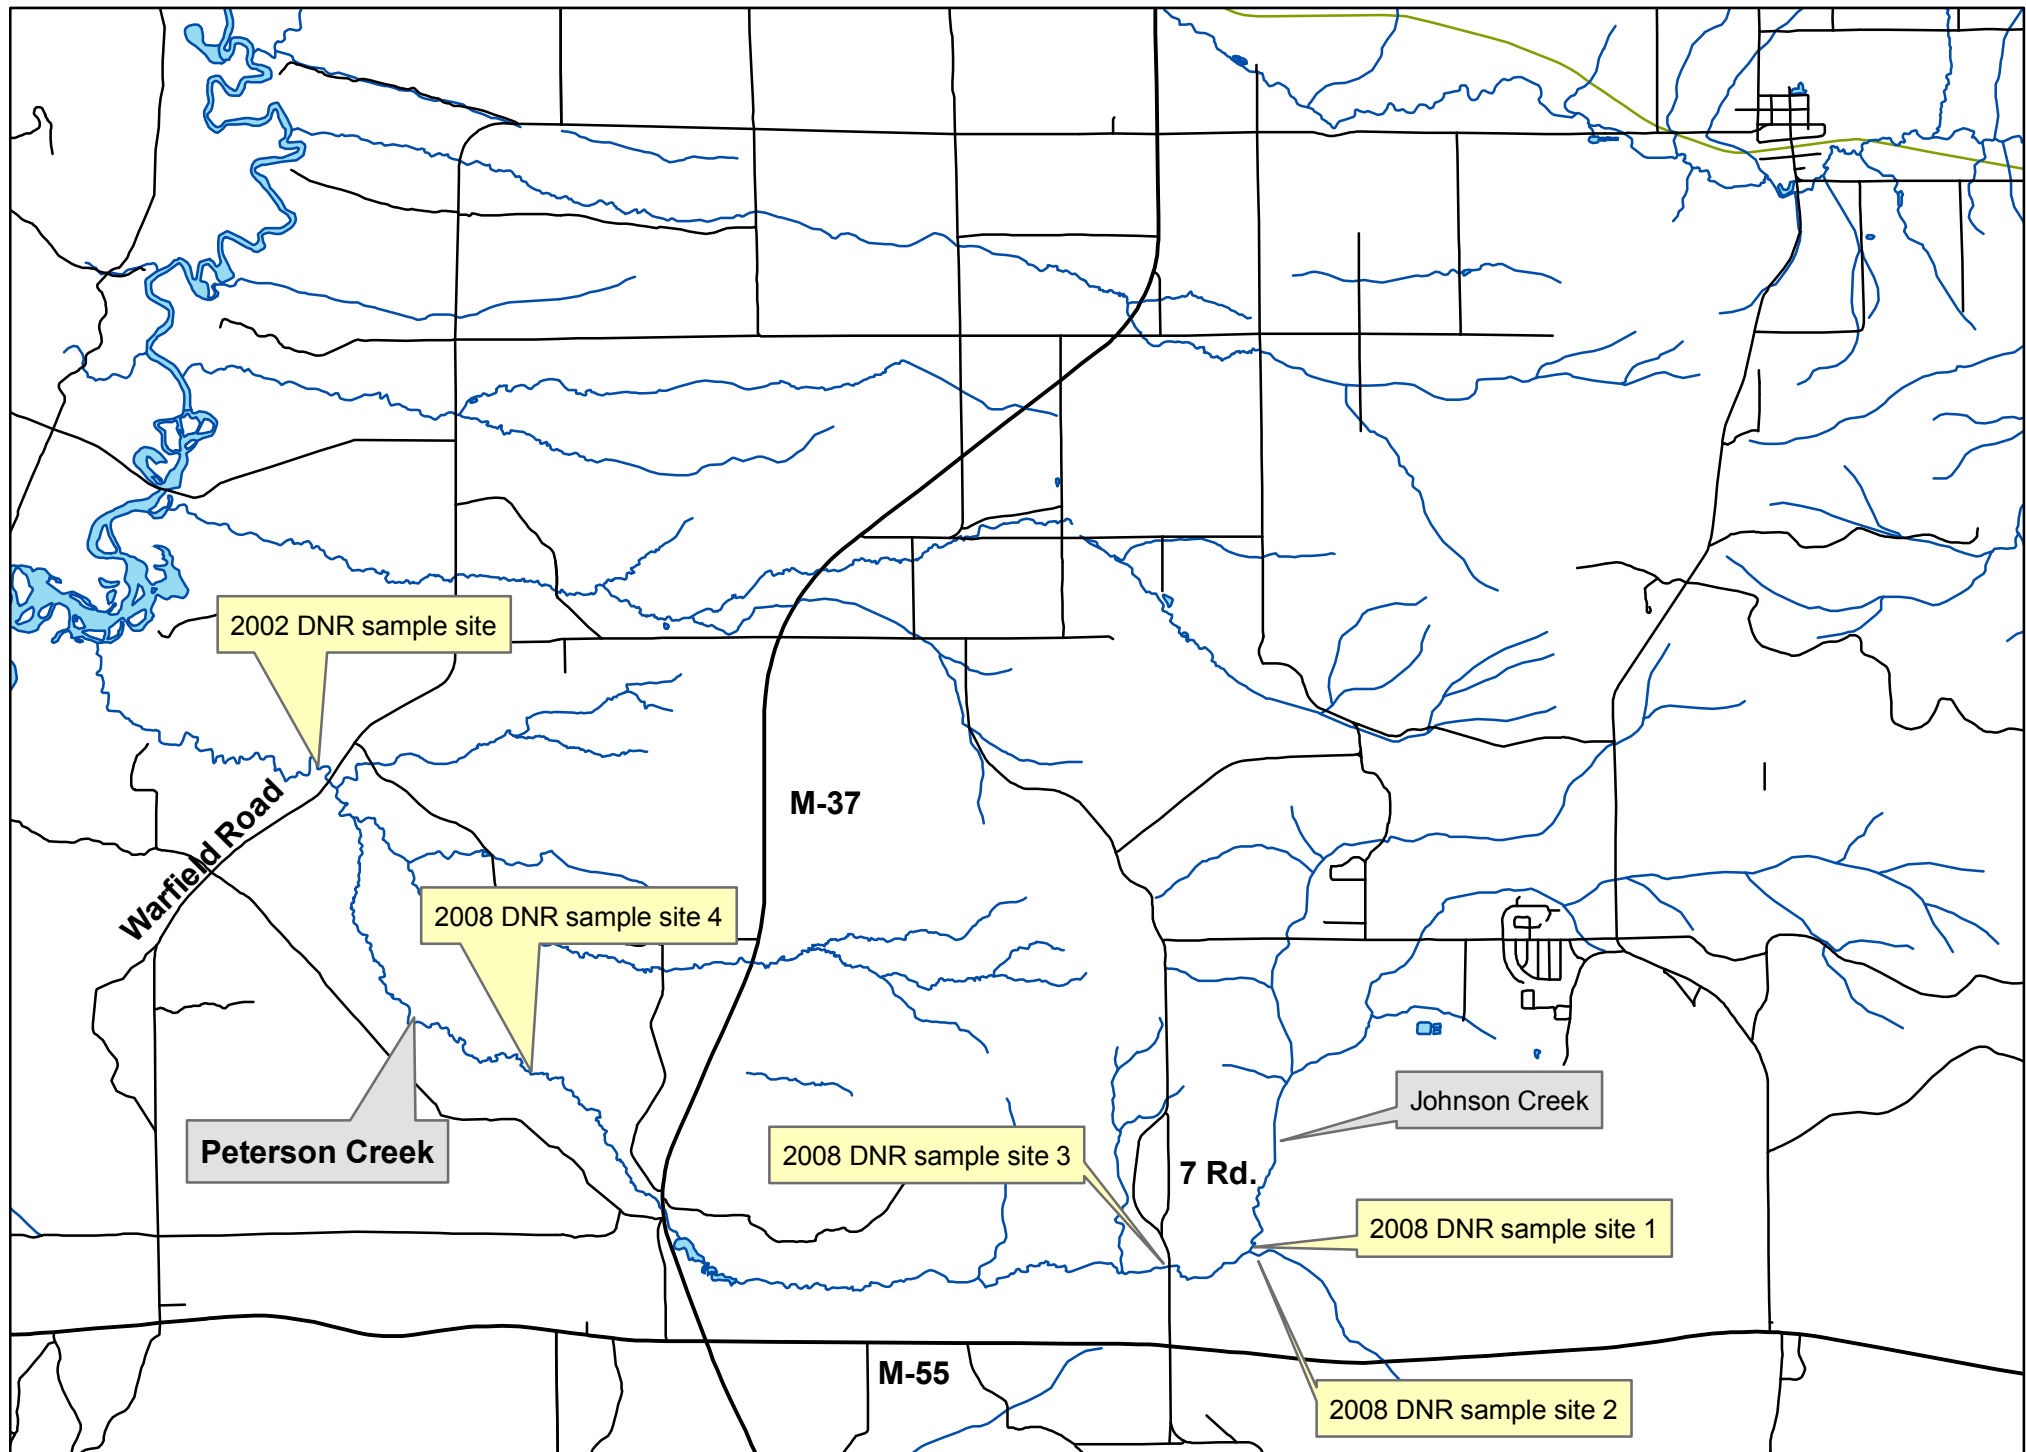 2002 DNR sample site
M-37
Warfield Road
2008 DNR sample site 4
Johnson Creek
Peterson Creek
2008 DNR sample site 3
7 Rd.
2008 DNR sample site 1
M-55
2008 DNR sample site 2